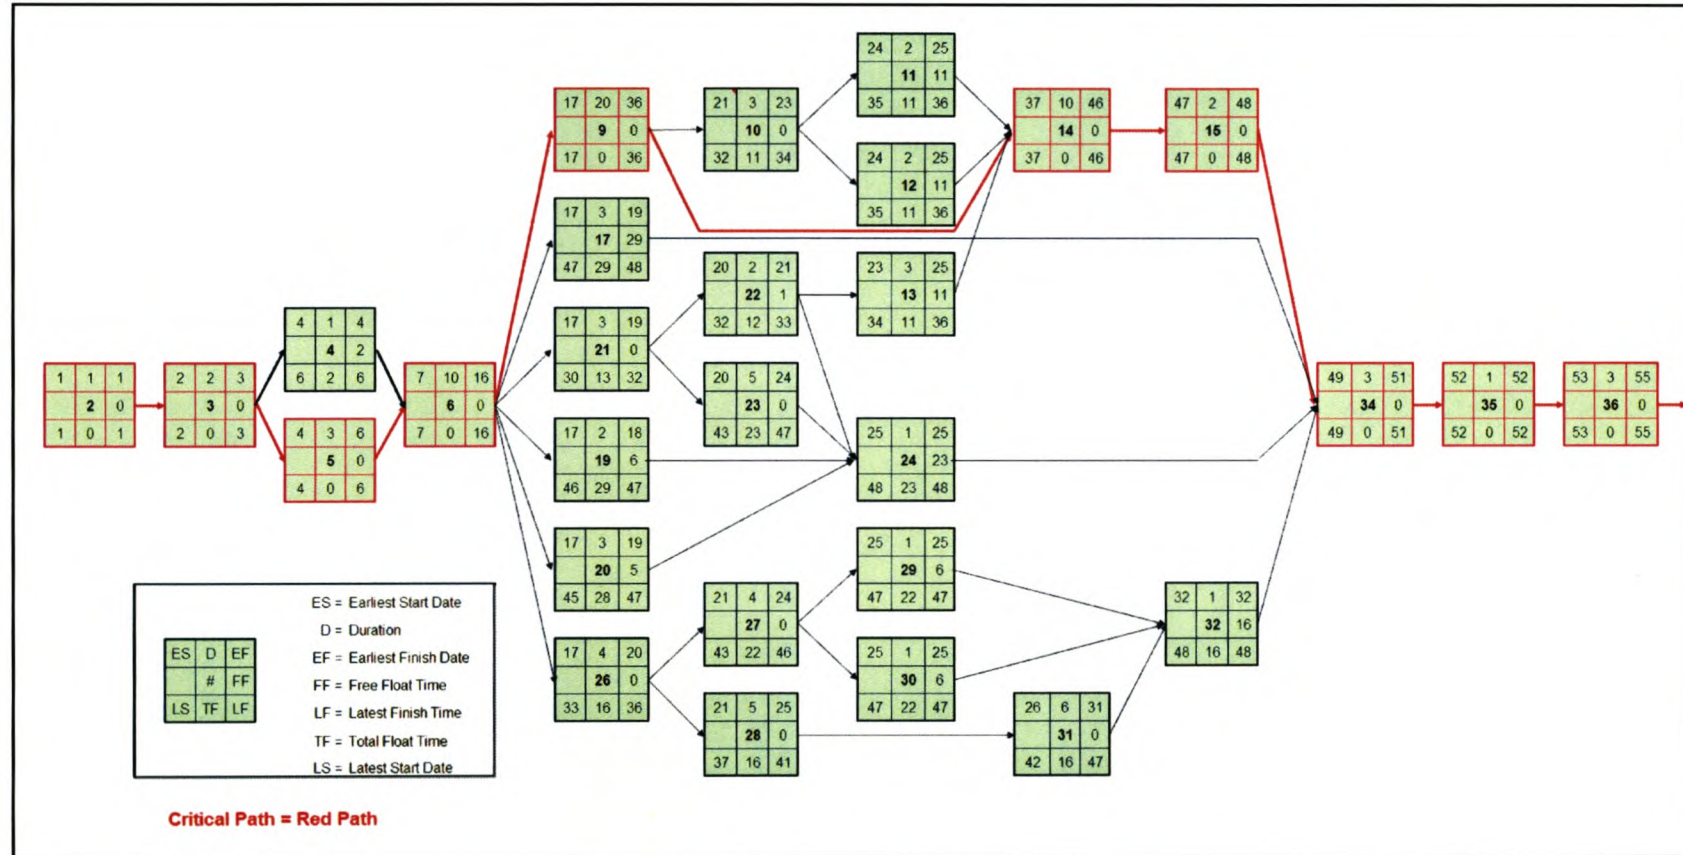 24 2 25
11 11
35 11 36
17 20 36
9 0
17 0 36
21 3 23
10 0
32 11 34
37 10 46
14 0
37 0 46
47 2 48
15 0
47 0 48
24 2 25
12 11
35 11 36
17 3 19
17 29
47 29 48
20 2 21
22 1
32 12 33
23 3 25
13 11
34 11 36
4 1 4
4 2
6 2 6
17 3 19
21 0
30 13 32
1 1 1
2 0
1 0 1
2 2 3
3 0
2 0 3
7 10 16
6 0
7 0 16
20 5 24
23 0
43 23 47
49 3 51
34 0
49 0 51
52 1 52
35 0
52 0 52
53 3 55
36 0
53 0 55
4 3 6
5 0
4 0 6
17 2 18
19 6
46 29 47
25 1 25
24 23
48 23 48
17 3 19
20 5
45 28 47
25 1 25
29 6
47 22 47
21 4 24
27 0
43 22 46
32 1 32
32 16
48 16 48
17 4 20
26 0
33 16 36
25 1 25
30 6
47 22 47
21 5 25
28 0
37 16 41
26 6 31
31 0
42 16 47
ES D EF
# FF
LS TF LF
ES = Earliest Start Date
D = Duration
EF = Earliest Finish Date
FF = Free Float Time
LF = Latest Finish Time
TF = Total Float Time
LS = Latest Start Date
Critical Path = Red Path